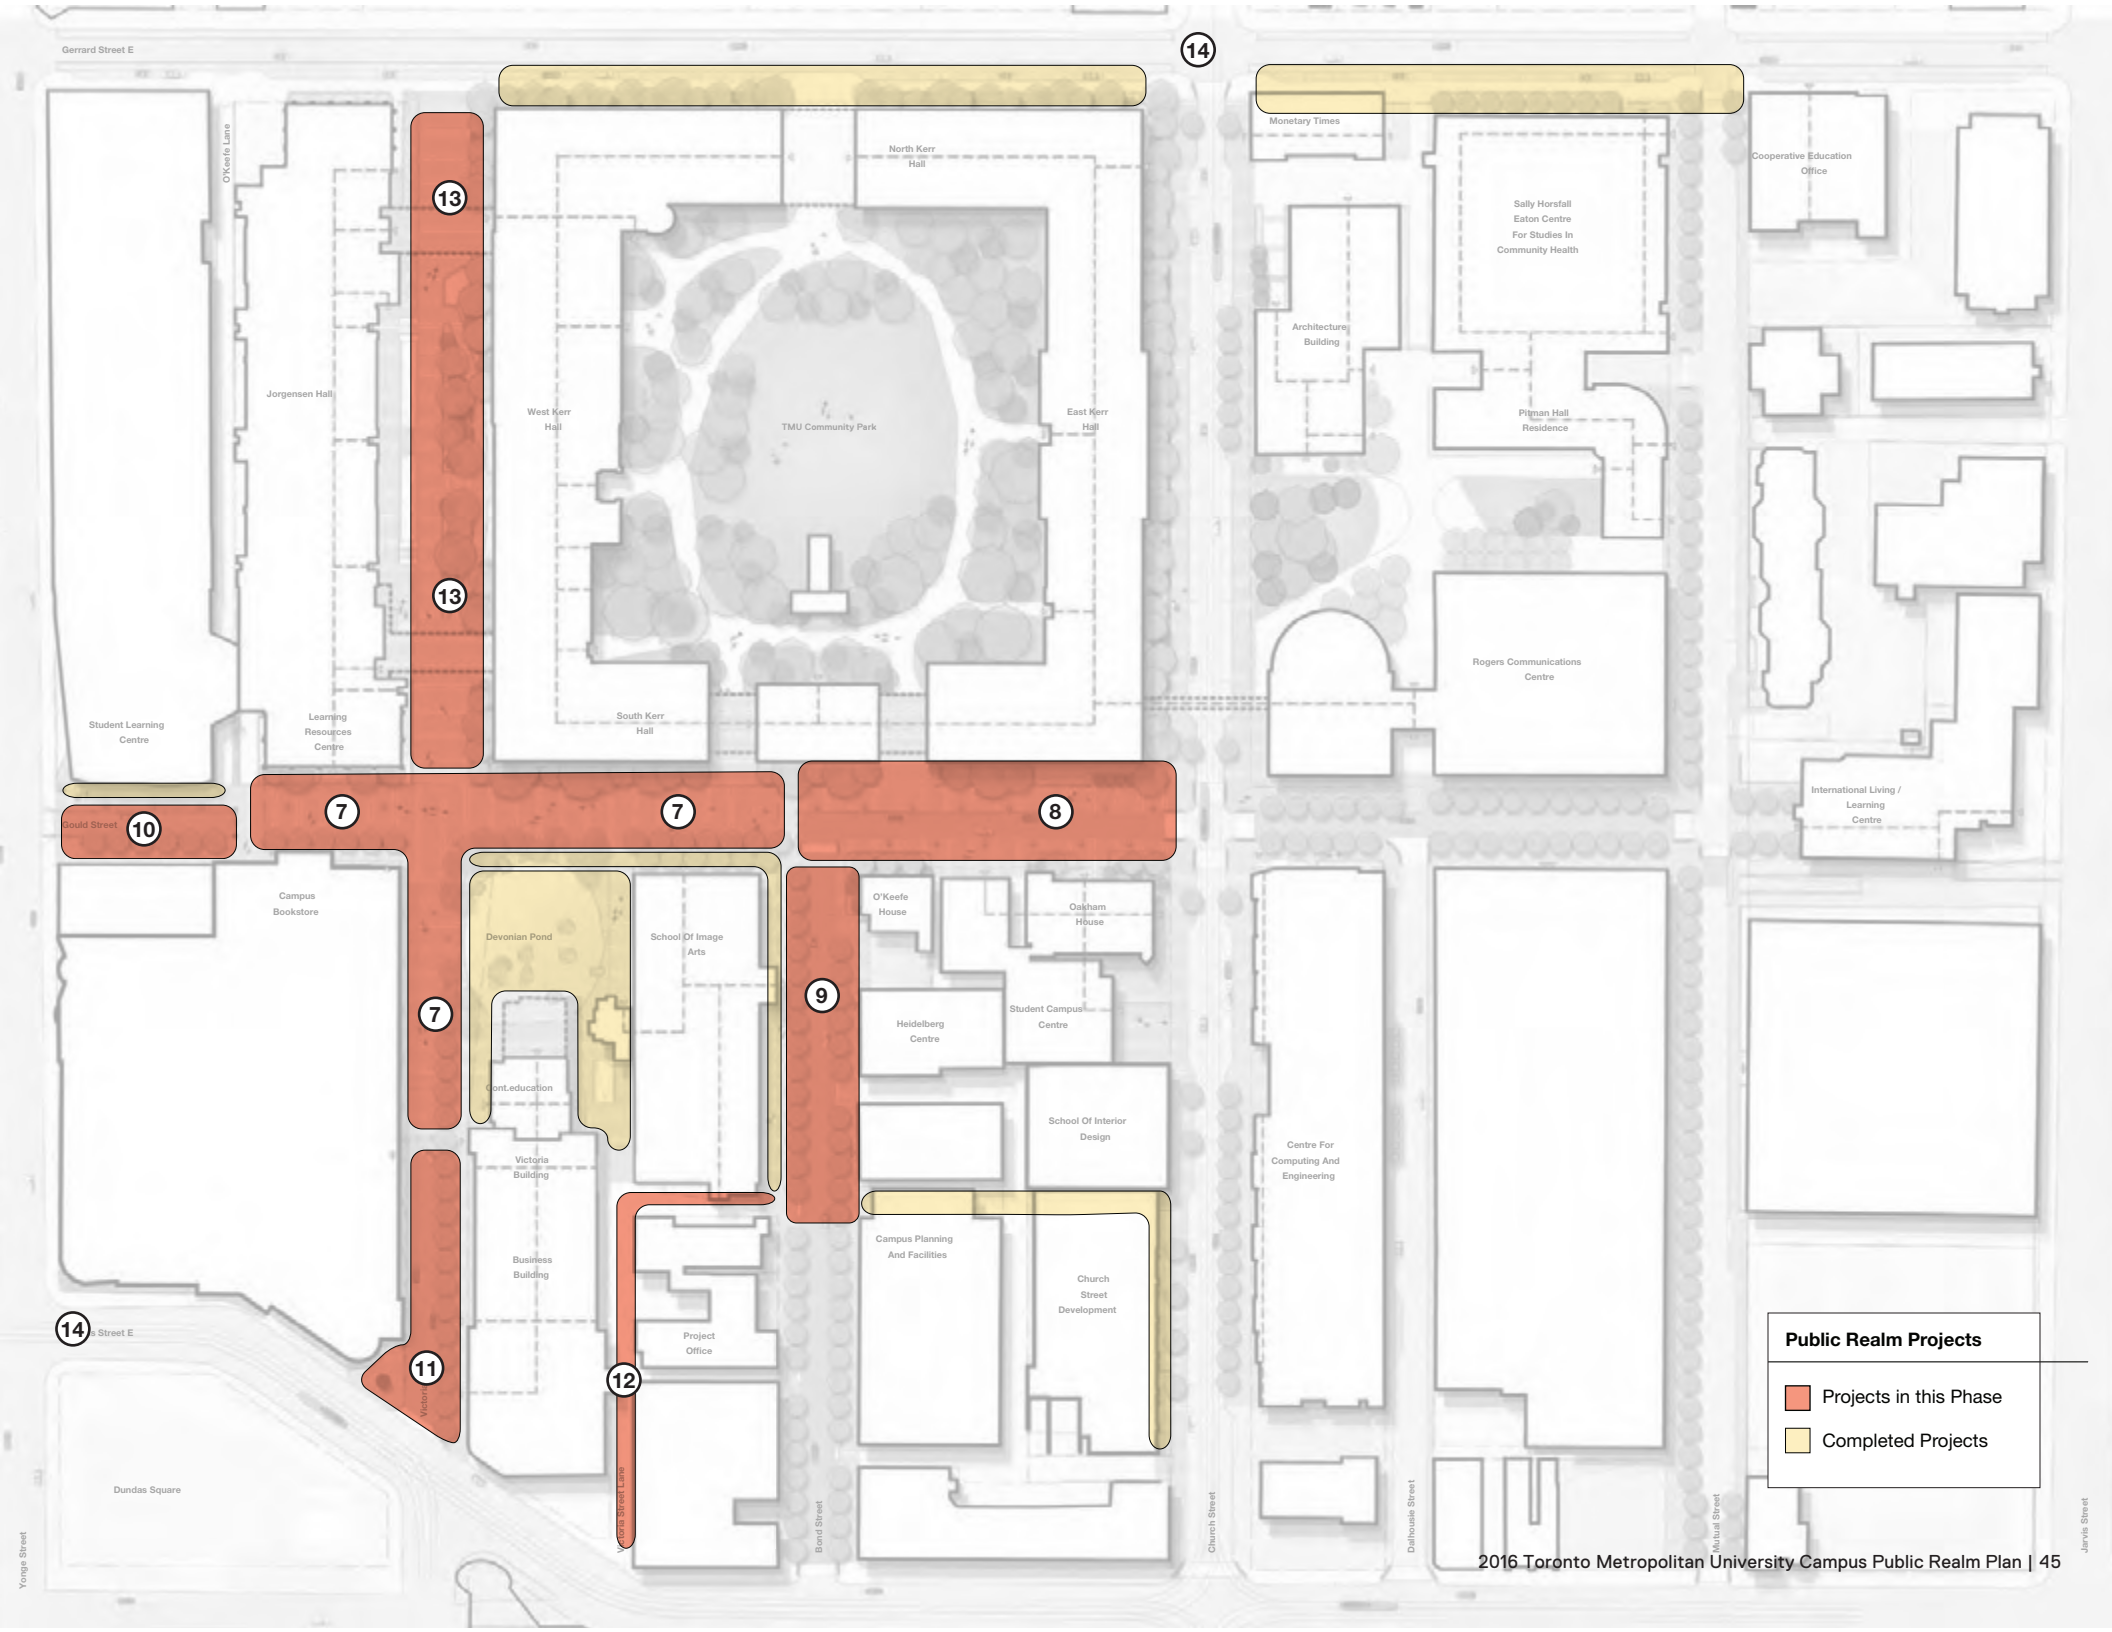 Gerrard Street E
14
O'Keefe Lane
13
North Kerr
Hall
Monetary Times
Cooperative Education
Office
Sally Horsfall
Eaton Centre
For Studies In
Community Health
Architecture
Building
Jorgensen Hall
West Kerr
Hall
TMU Community Park
East Kerr
Hall
Pitman Hall
Residence
13
Rogers Communications
Centre
Student Learning
Centre
Learning
Resources
Centre
South Kerr
Hall
International Living /
Learning
Centre
Gould Street
10
7
7
8
Campus
Bookstore
Devonian Pond
School Of Image
Arts
O'Keefe
House
Oakham
House
9
7
Heidelberg
Centre
Student Campus
Centre
Cont.education
School Of Interior
Design
Centre For
Computing And
Engineering
Victoria
Building
Business
Building
Campus Planning
And Facilities
Church
Street
Development
14
s Street E
Project
Office
11
Victoria
12
Public Realm Projects
Projects in this Phase
Completed Projects
Dundas Square
Yonge Street
Victoria Street Lane
Bond Street
Church Street
Dalhousie Street
Mutual Street
Jarvis Street
2016 Toronto Metropolitan University Campus Public Realm Plan | 45